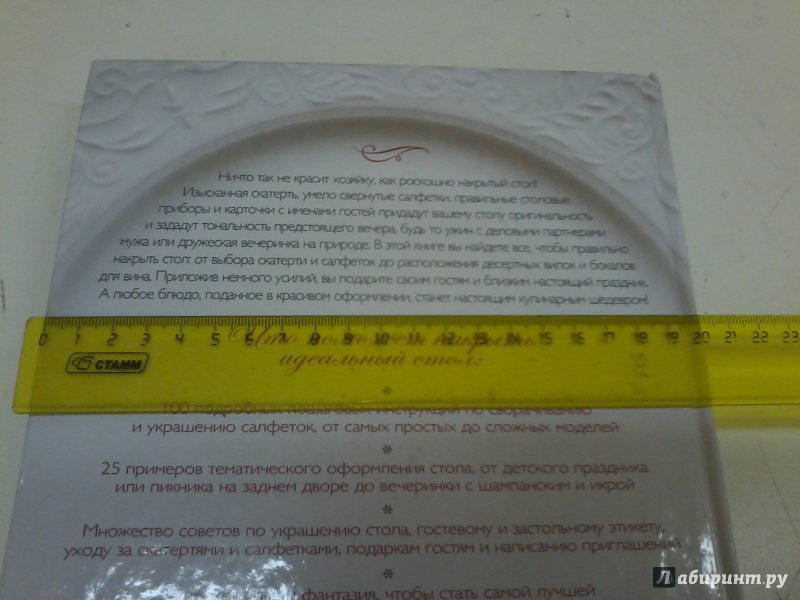 Ничто так не красит хозяйку, как роскошно накрытый стол!
Изысканная скатерть, умело свернутые салфетки, правильные столовые
приборы и карточки с именами гостей придадут вашему столу оригинальность
и зададут тональность предстоящего вечера, будь то ужин с деловыми партнерами
мужа или дружеская вечеринка на природе. В этой книге вы найдете все, чтобы правильно
накрыть стол: от выбора скатерти и салфеток до расположения десертных вилок и бокалов
для вина. Приложив немного усилий, вы подарите своим гостям и близким настоящий праздник.
А любое блюдо, поданное в красивом оформлении, станет настоящим кулинарным шедевром!
0 1 2 3 4 5 6 7 8 9 10 11 12 13 14 15 16 17 18 19 20 21 22 23
Что накрыть
идеальный стол:
СТАММ
100 подробных пошаговых инструкций по сворачиванию
и украшению салфеток, от самых простых до сложных моделей
*
25 примеров тематического оформления стола, от детского праздника
или пикника на заднем дворе до вечеринки с шампанским и икрой
*
Множество советов по украшению стола, гостевому и застольному этикету,
уходу за скатертями и салфетками, подаркам гостям и написанию приглашений
*
фантазия, чтобы стать самой лучшей
Лабиринт.ру